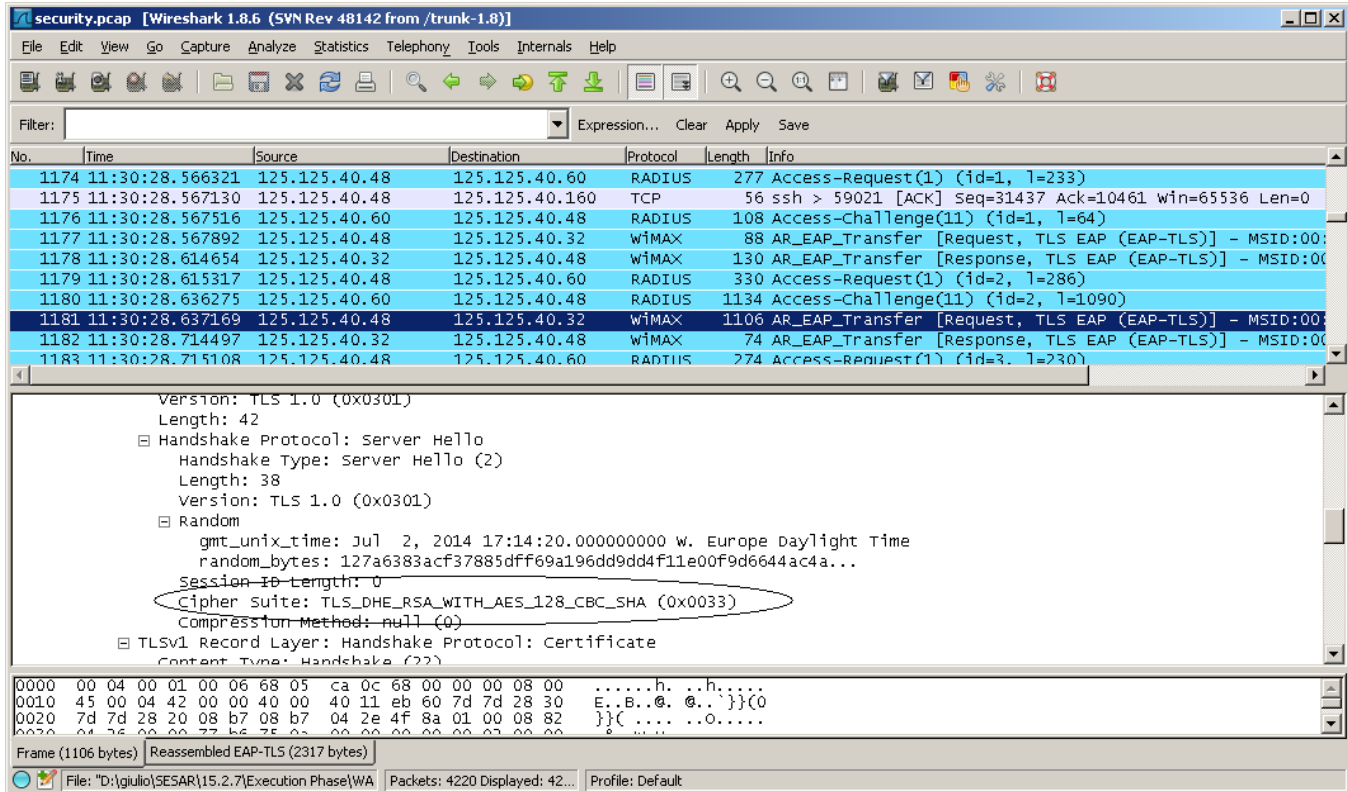 security.pcap [Wireshark 1.8.6 (SVN Rev 48142 from /trunk-1.8)]
File Edit View Go Capture Analyze Statistics Telephony Tools Internals Help
Filter: Expression... Clear Apply Save
No. Time Source Destination Protocol Length Info
1174 11:30:28.566321 125.125.40.48 125.125.40.60 RADIUS 277 Access-Request(1) (id=1, l=233)
1175 11:30:28.567130 125.125.40.48 125.125.40.160 TCP 56 ssh > 59021 [ACK] Seq=31437 Ack=10461 Win=65536 Len=0
1176 11:30:28.567516 125.125.40.60 125.125.40.48 RADIUS 108 Access-Challenge(11) (id=1, l=64)
1177 11:30:28.567892 125.125.40.48 125.125.40.32 WiMAX 88 AR_EAP_Transfer [Request, TLS EAP (EAP-TLS)] - MSID:00:
1178 11:30:28.614654 125.125.40.32 125.125.40.48 WiMAX 130 AR_EAP_Transfer [Response, TLS EAP (EAP-TLS)] - MSID:00
1179 11:30:28.615317 125.125.40.48 125.125.40.60 RADIUS 330 Access-Request(1) (id=2, l=286)
1180 11:30:28.636275 125.125.40.60 125.125.40.48 RADIUS 1134 Access-Challenge(11) (id=2, l=1090)
1181 11:30:28.637169 125.125.40.48 125.125.40.32 WiMAX 1106 AR_EAP_Transfer [Request, TLS EAP (EAP-TLS)] - MSID:00:
1182 11:30:28.714497 125.125.40.32 125.125.40.48 WiMAX 74 AR_EAP_Transfer [Response, TLS EAP (EAP-TLS)] - MSID:00
1183 11:30:28.715108 125.125.40.48 125.125.40.60 RADIUS 274 Access-Request(1) (id=3, l=230)
Version: TLS 1.0 (0x0301)
Length: 42
Handshake Protocol: Server Hello
Handshake Type: Server Hello (2)
Length: 38
Version: TLS 1.0 (0x0301)
Random
gmt_unix_time: Jul 2, 2014 17:14:20.000000000 W. Europe Daylight Time
random_bytes: 127a6383acf37885dff69a196dd9dd4f11e00f9d6644ac4a...
Session ID Length: 0
Cipher Suite: TLS_DHE_RSA_WITH_AES_128_CBC_SHA (0x0033)
Compression Method: null (0)
TLSv1 Record Layer: Handshake Protocol: Certificate
Content Type: Handshake (22)
0000 00 04 00 01 00 06 68 05 ca 0c 68 00 00 00 08 00 ......h. ..h.....
0010 45 00 04 42 00 00 40 00 40 11 eb 60 7d 7d 28 30 E..B..@. @..`}}(0
0020 7d 7d 28 20 08 b7 08 b7 04 2e 4f 8a 01 00 08 82 }}( .... ..O.....
Frame (1106 bytes) Reassembled EAP-TLS (2317 bytes)
File: "D:\giulio\SESAR\15.2.7\Execution Phase\WA Packets: 4220 Displayed: 42... Profile: Default